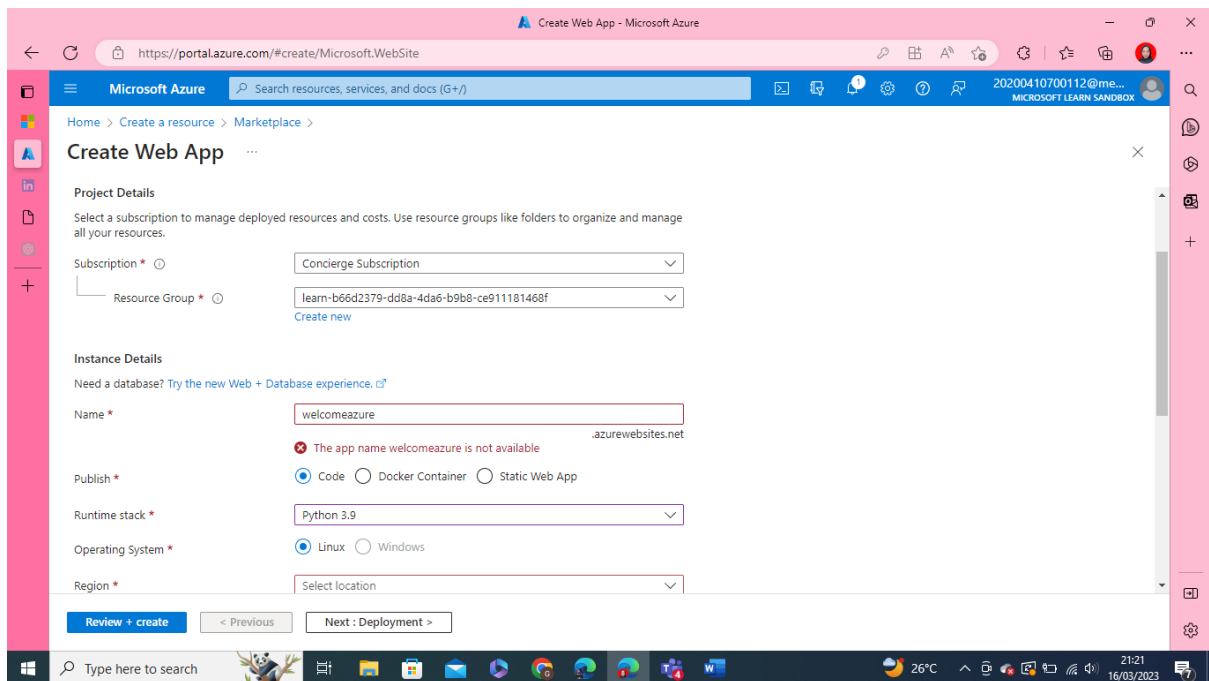 Create Web App - Microsoft Azure
https://portal.azure.com/#create/Microsoft.WebSite
Microsoft Azure
Search resources, services, and docs (G+/)
1
20200410700112@me...
MICROSOFT LEARN SANDBOX
Home > Create a resource > Marketplace >
Create Web App ...
Project Details
Select a subscription to manage deployed resources and costs. Use resource groups like folders to organize and manage
all your resources.
Subscription *
Concierge Subscription
Resource Group *
learn-b66d2379-dd8a-4da6-b9b8-ce911181468f
Create new
Instance Details
Need a database? Try the new Web + Database experience.
Name *
welcomeazure
.azurewebsites.net
The app name welcomeazure is not available
Publish *
Code Docker Container Static Web App
Runtime stack *
Python 3.9
Operating System *
Linux Windows
Region *
Select location
Review + create
< Previous
Next : Deployment >
Type here to search
4
26°C
21:21
16/03/2023
7